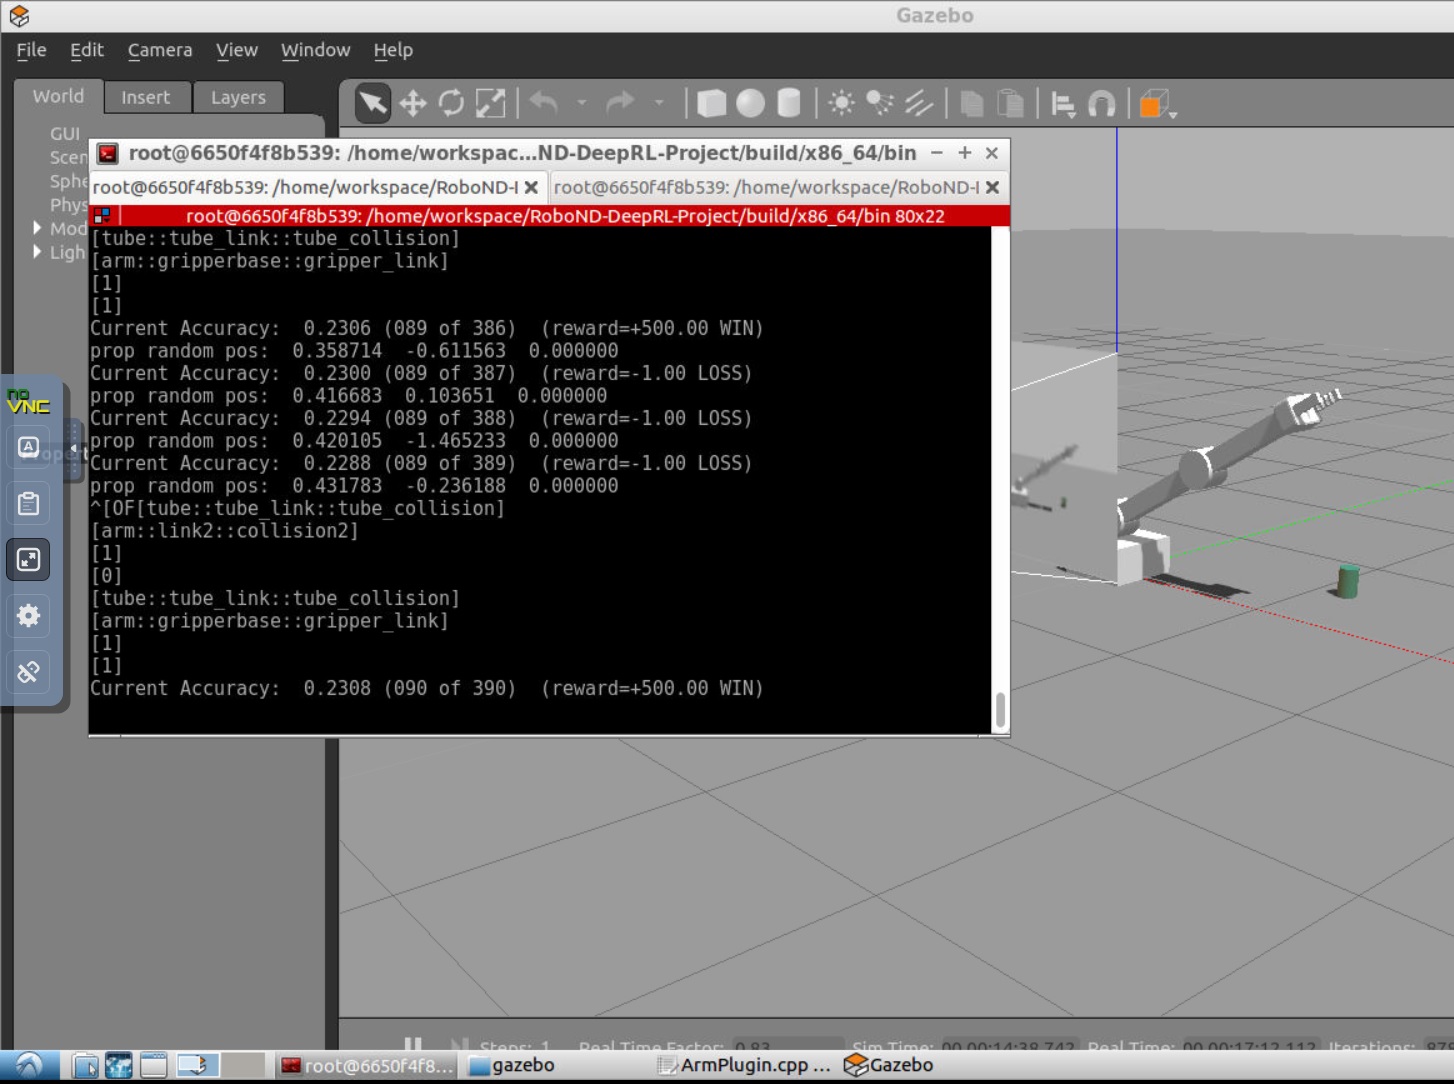 Gazebo
File Edit Camera View Window Help
World Insert Layers
GUI
Scen
Sphe
Phys
Mod
Ligh
root@6650f4f8b539: /home/workspac...ND-DeepRL-Project/build/x86_64/bin
root@6650f4f8b539: /home/workspace/RoboND-I root@6650f4f8b539: /home/workspace/RoboND-I
root@6650f4f8b539: /home/workspace/RoboND-DeepRL-Project/build/x86_64/bin 80x22
[tube::tube_link::tube_collision]
[arm::gripperbase::gripper_link]
[1]
[1]
Current Accuracy:  0.2306 (089 of 386)  (reward=+500.00 WIN)
prop random pos:  0.358714  -0.611563  0.000000
Current Accuracy:  0.2300 (089 of 387)  (reward=-1.00 LOSS)
prop random pos:  0.416683  0.103651  0.000000
Current Accuracy:  0.2294 (089 of 388)  (reward=-1.00 LOSS)
prop random pos:  0.420105  -1.465233  0.000000
Current Accuracy:  0.2288 (089 of 389)  (reward=-1.00 LOSS)
prop random pos:  0.431783  -0.236188  0.000000
^[OF[tube::tube_link::tube_collision]
[arm::link2::collision2]
[1]
[0]
[tube::tube_link::tube_collision]
[arm::gripperbase::gripper_link]
[1]
[1]
Current Accuracy:  0.2308 (090 of 390)  (reward=+500.00 WIN)
no
VNC
A
Propert
Steps: 1 Real Time Factor: 0.83 Sim Time: 00 00:14:38.742 Real Time: 00 00:17:12.112 Iterations: 878
root@6650f4f8... gazebo ArmPlugin.cpp ... Gazebo